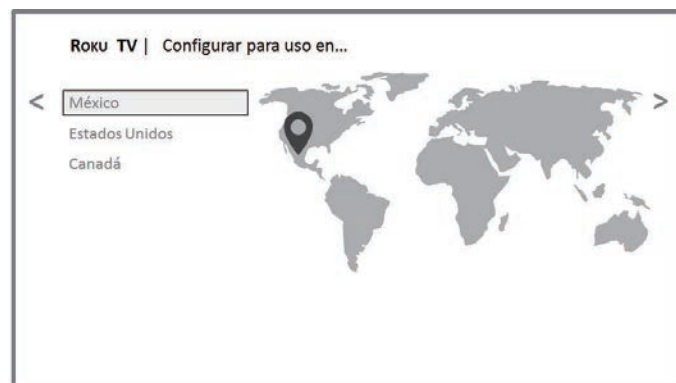 ROKU TV | Configurar para uso en...
< México >
Estados Unidos
Canadá